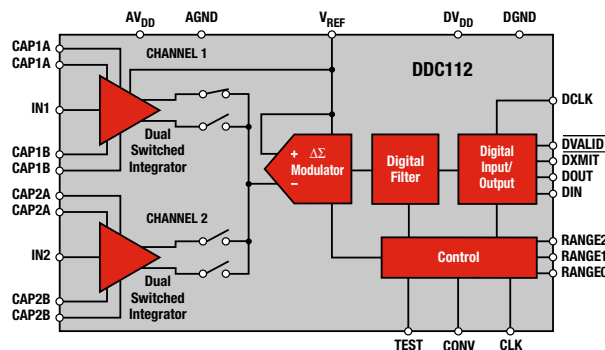 AVDD AGND VREF DVDD DGND
CAP1A
CAP1A
CHANNEL 1
DDC112
IN1
DCLK
Dual
Switched
Integrator
CAP1B
CAP1B
+
–
ΔΣ
Modulator
Digital
Filter
Digital
Input/
Output
DVALID
DXMIT
DOUT
DIN
CAP2A
CAP2A
CHANNEL 2
IN2
Dual
Switched
Integrator
CAP2B
CAP2B
Control
RANGE2
RANGE1
RANGE0
TEST CONV CLK